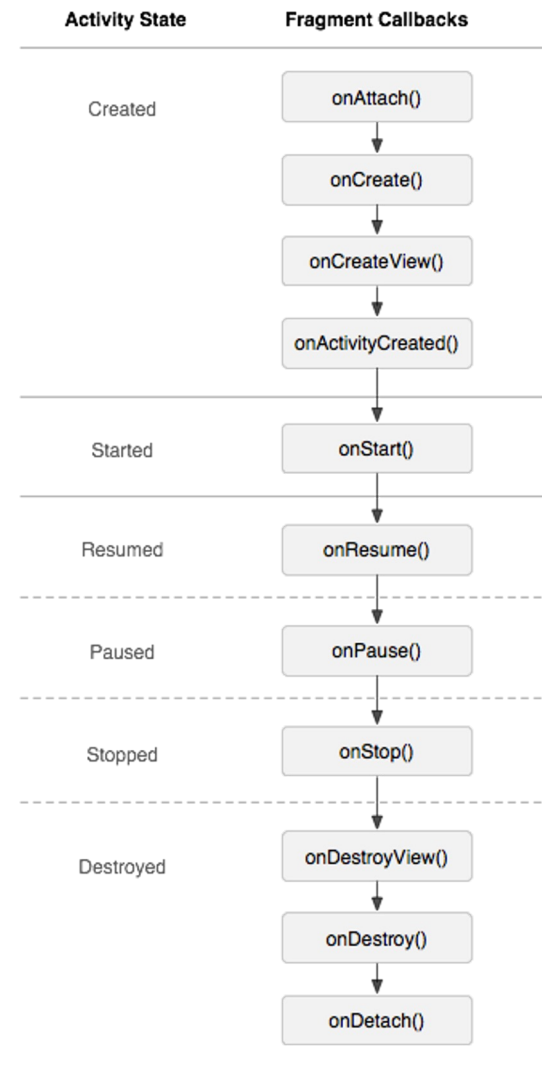 Activity State Fragment Callbacks
Created
onAttach()
onCreate()
onCreateView()
onActivityCreated()
Started
onStart()
Resumed
onResume()
Paused
onPause()
Stopped
onStop()
Destroyed
onDestroyView()
onDestroy()
onDetach()